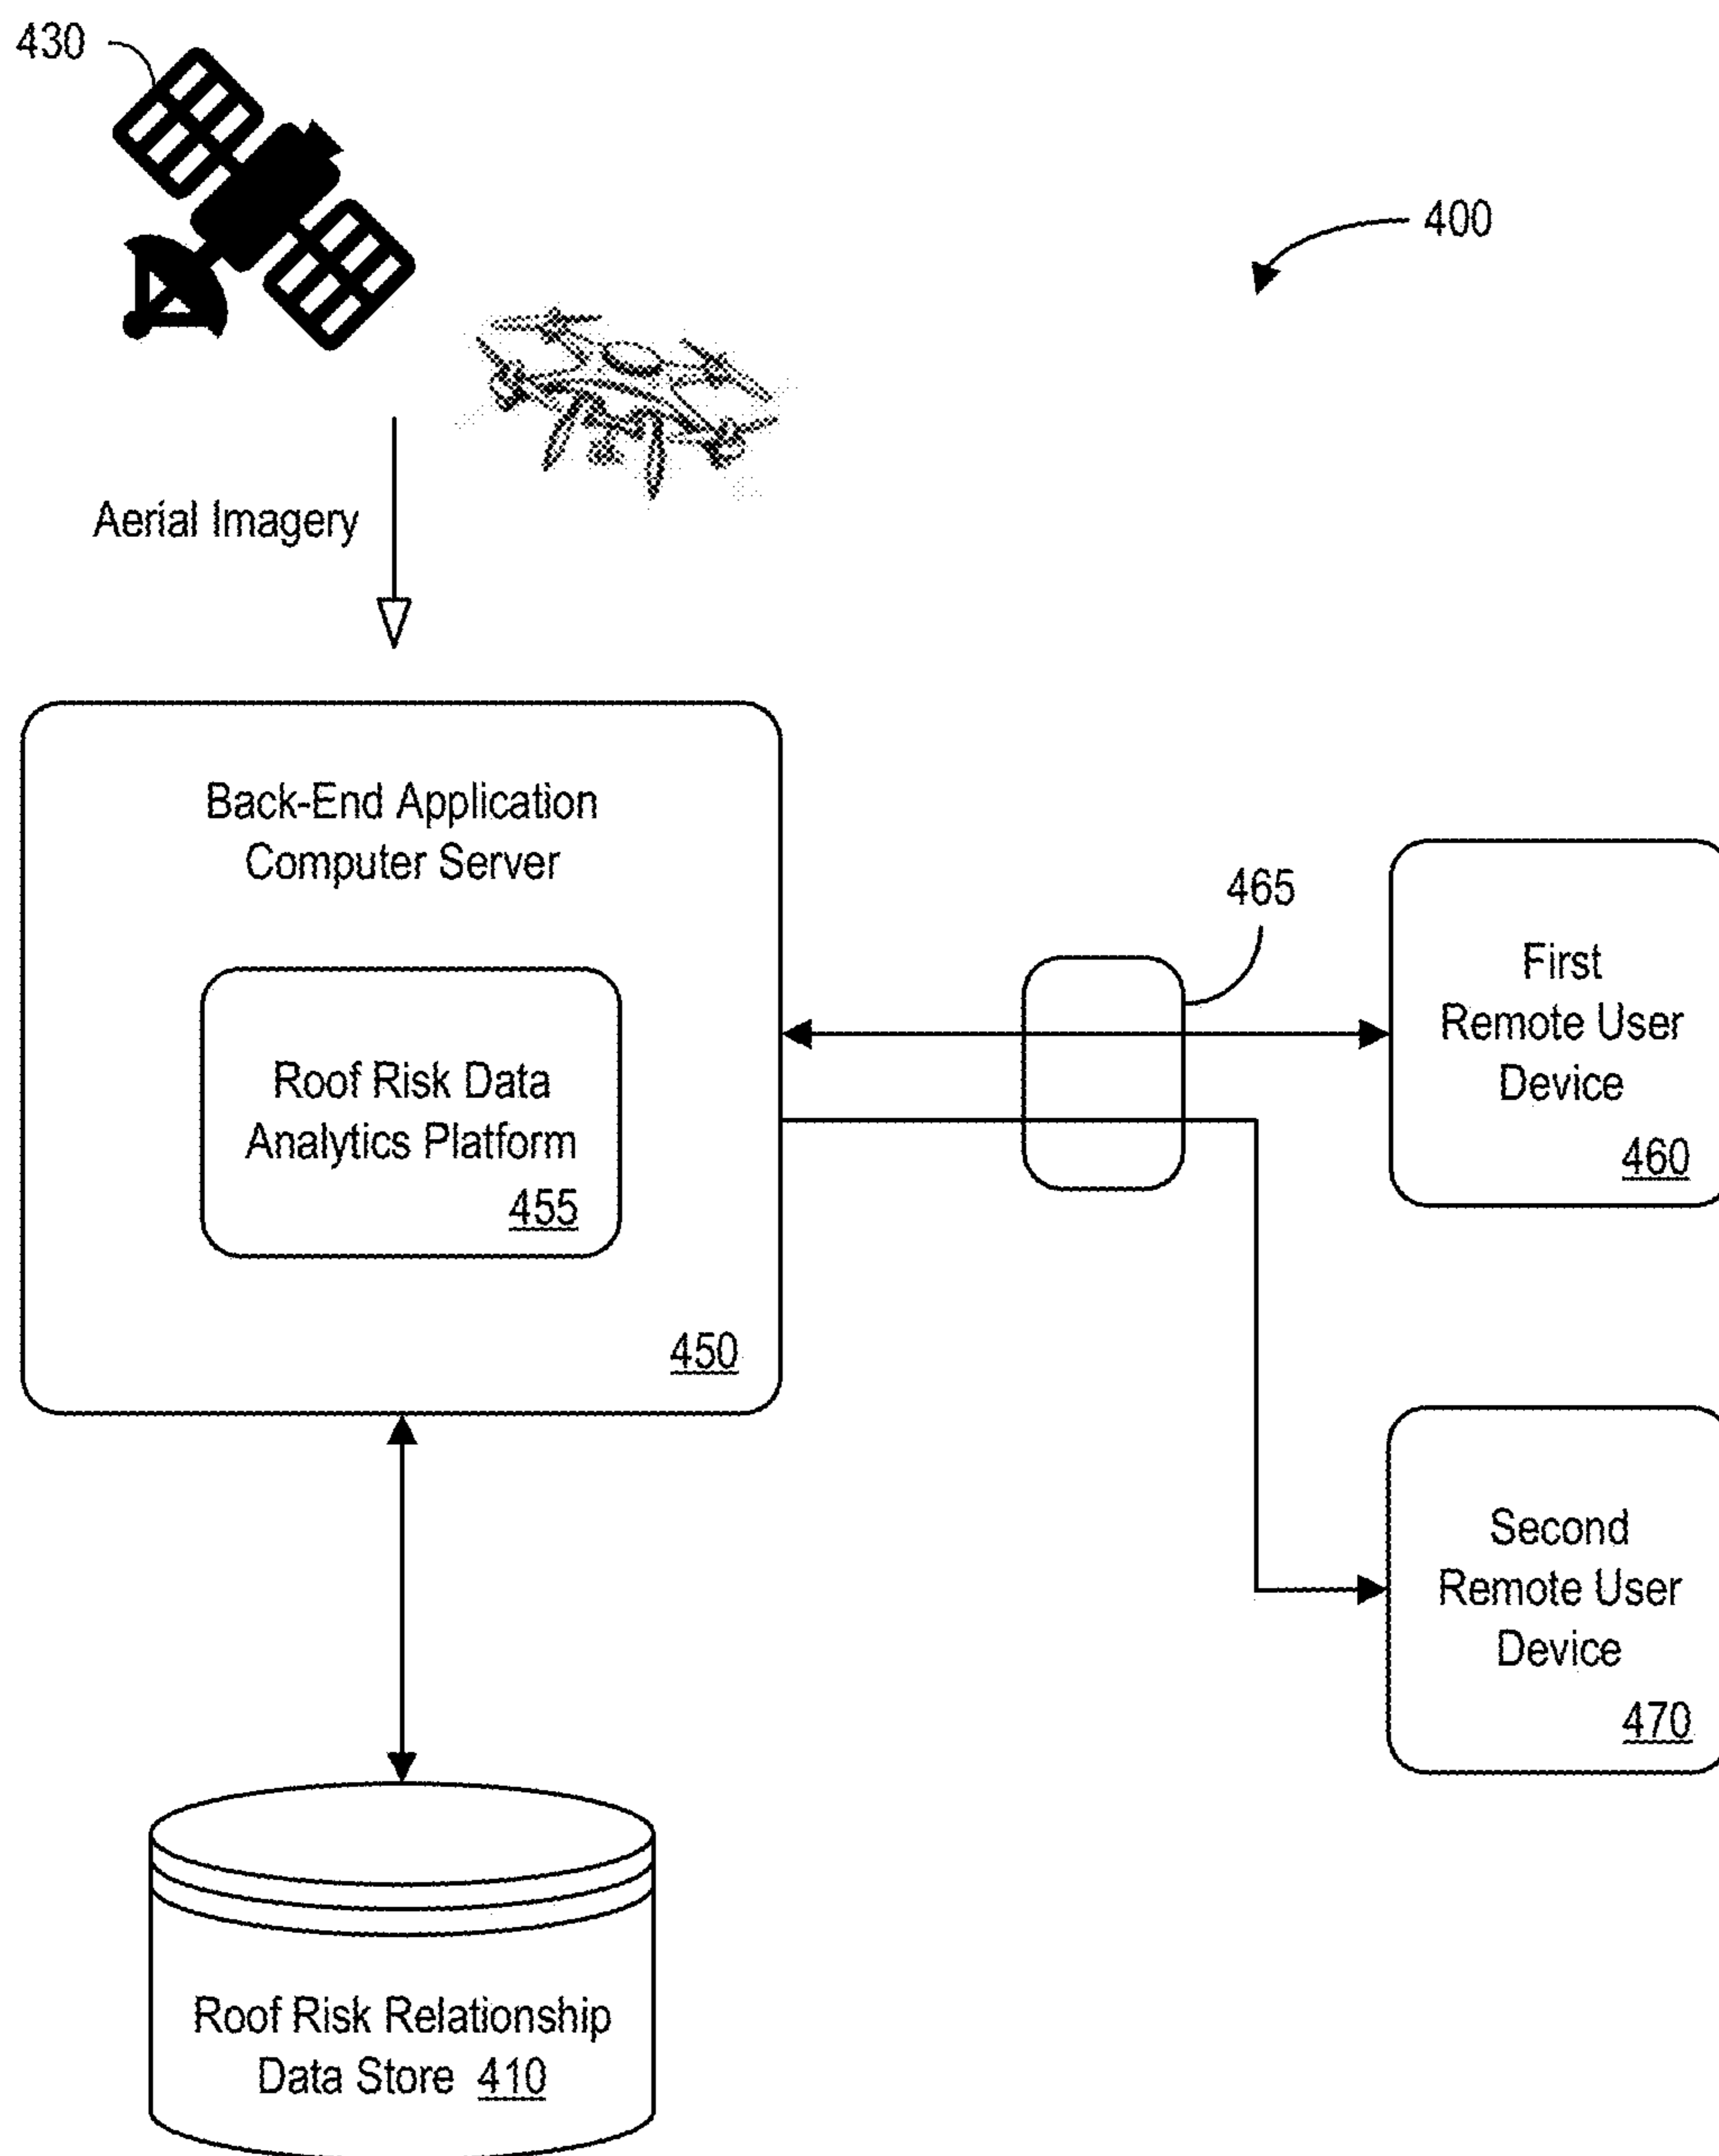 430
400
Aerial Imagery
Back-End Application
Computer Server
Roof Risk Data
Analytics Platform
455
450
465
First
Remote User
Device
460
Second
Remote User
Device
470
Roof Risk Relationship
Data Store 410